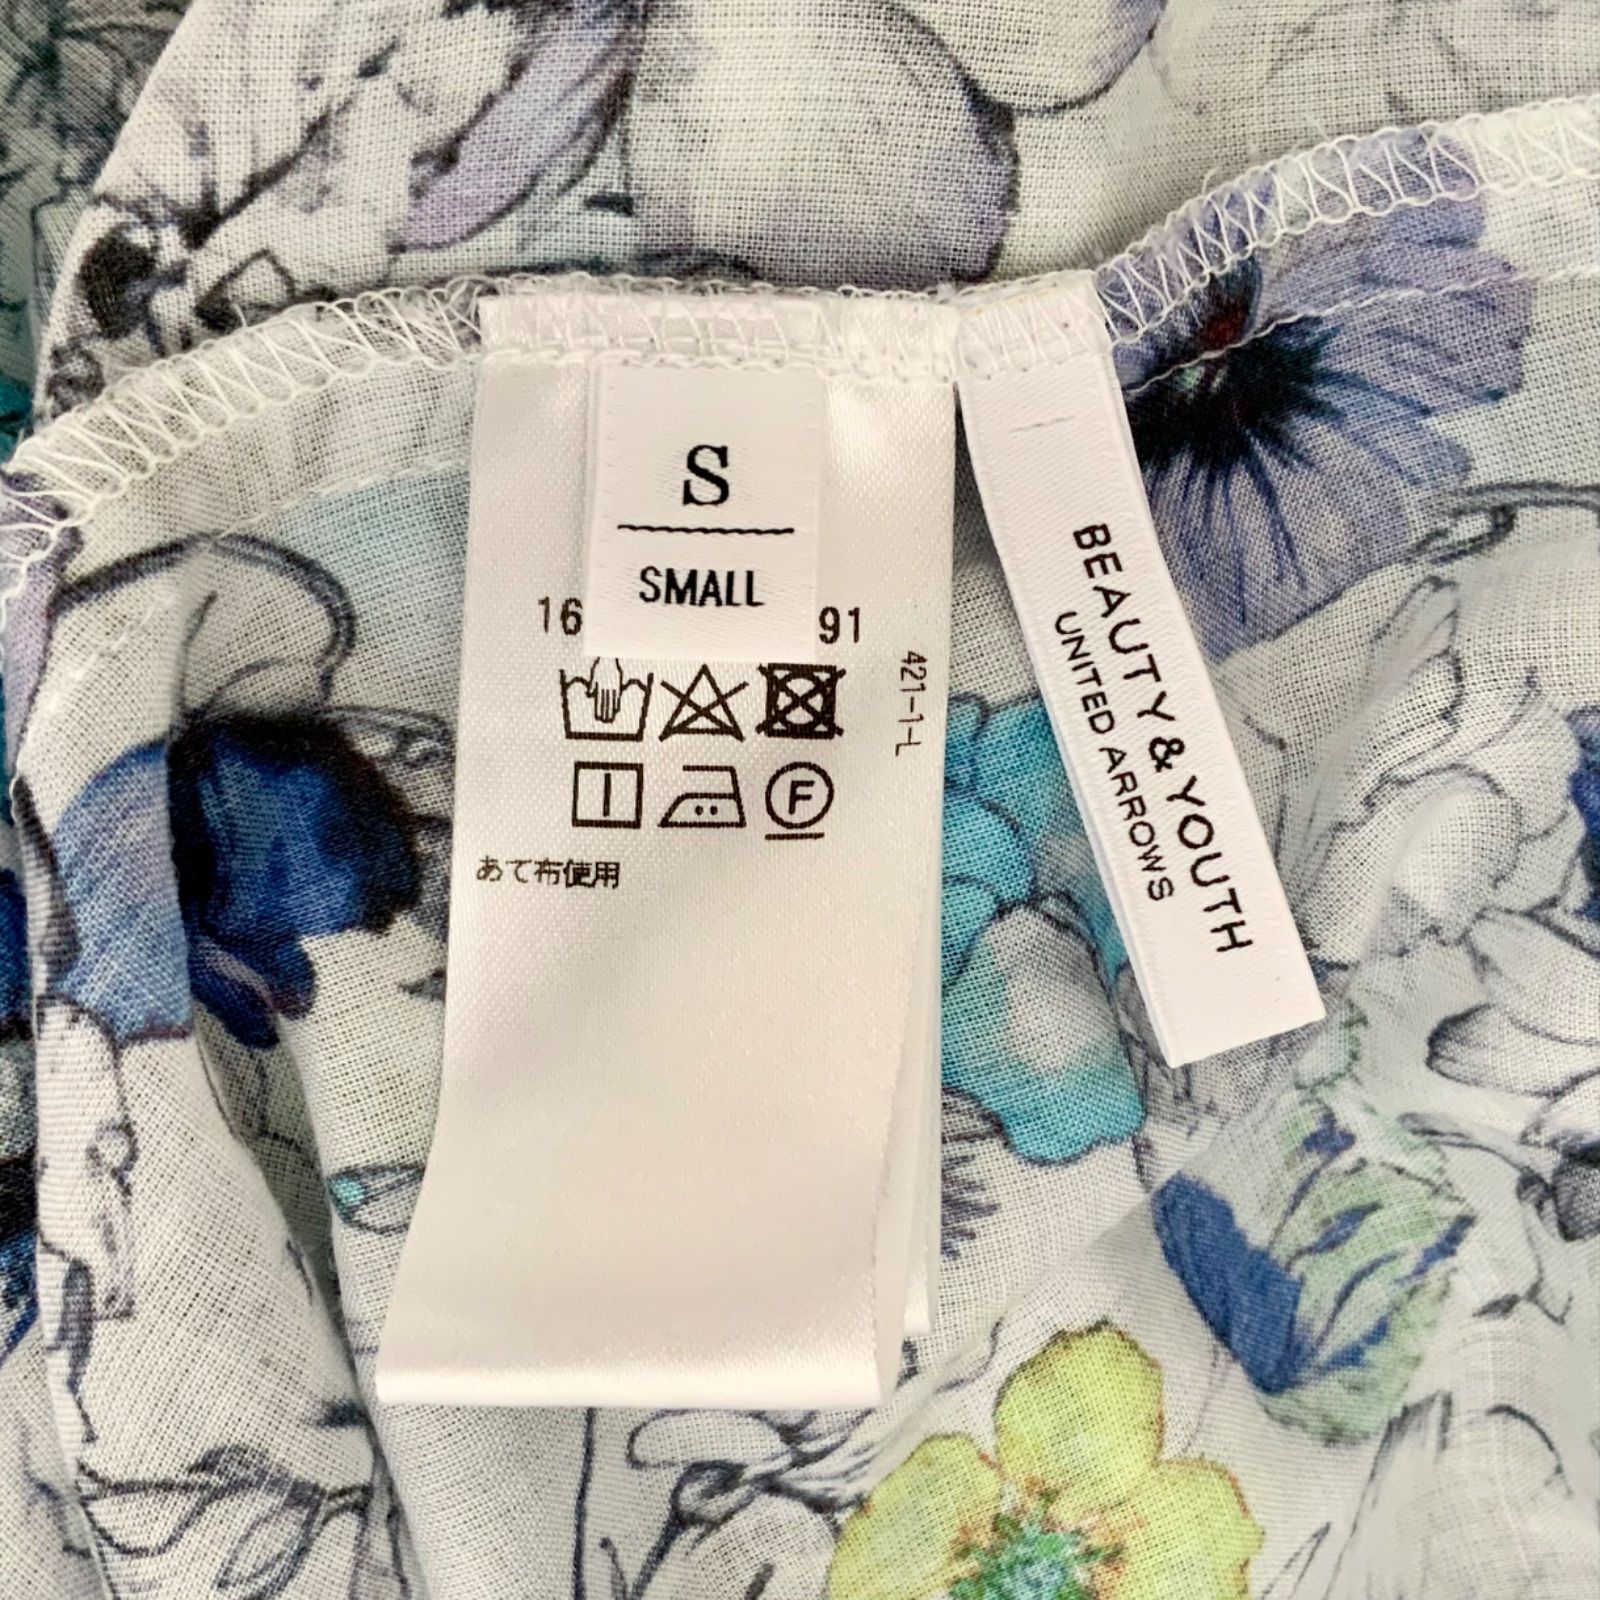 S
SMALL
16 91
421-1-L
F
あて布使用
BEAUTY & YOUTH
UNITED ARROWS